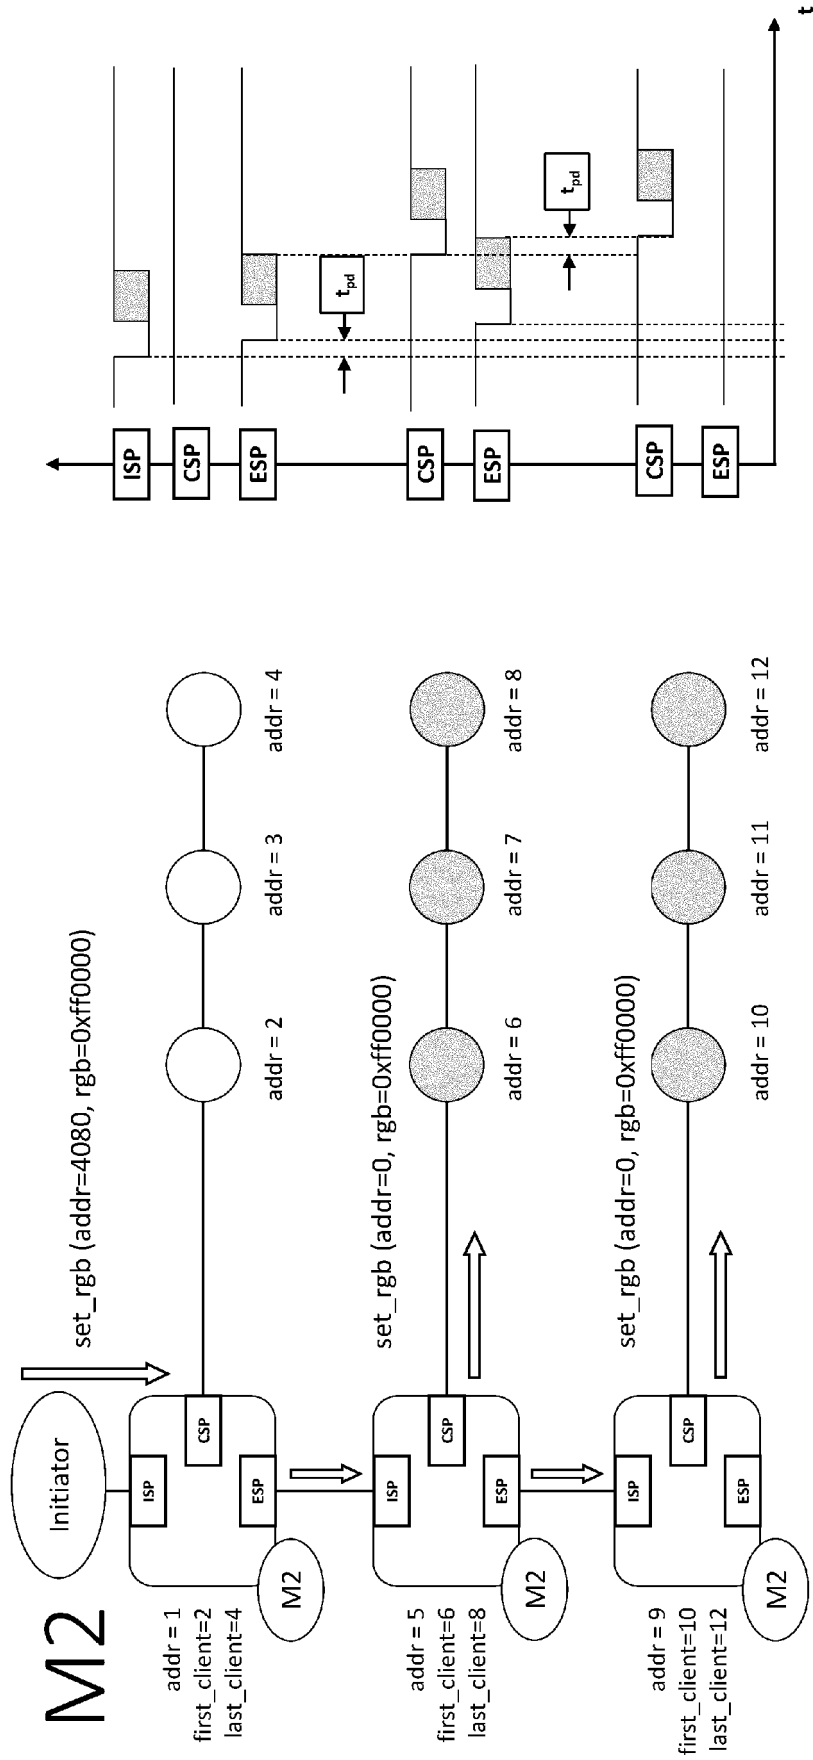 M2
Initiator
set_rgb (addr=4080, rgb=0xff0000)
ISP
CSP
ESP
M2
addr = 1
first_client=2
last_client=4
addr = 2
addr = 3
addr = 4
set_rgb (addr=0, rgb=0xff0000)
ISP
CSP
ESP
M2
addr = 5
first_client=6
last_client=8
addr = 6
addr = 7
addr = 8
set_rgb (addr=0, rgb=0xff0000)
ISP
CSP
ESP
M2
addr = 9
first_client=10
last_client=12
addr = 10
addr = 11
addr = 12
ISP
CSP
ESP
tpd
CSP
ESP
tpd
CSP
ESP
t